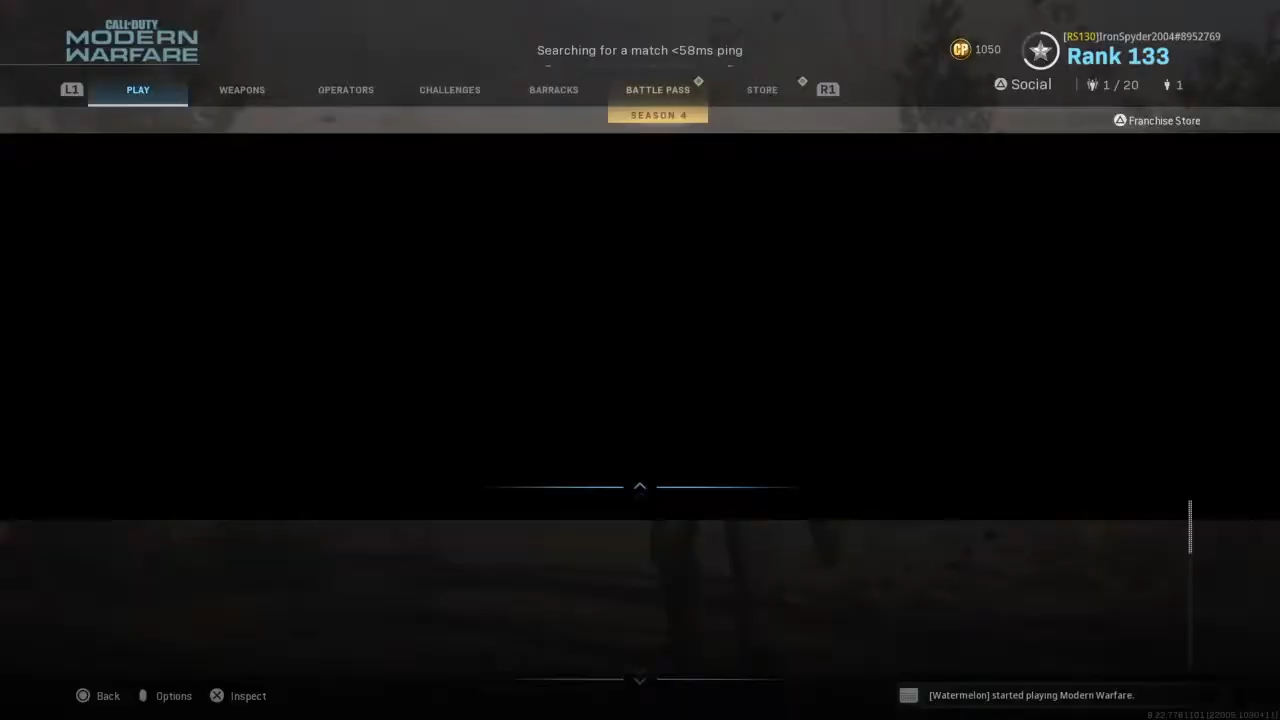 CALL OF DUTY
MODERN
WARFARE
Searching for a match <58ms ping
CP 1050
[RS130]IronSpyder2004#8952769
Rank 133
L1 PLAY WEAPONS OPERATORS CHALLENGES BARRACKS BATTLE PASS STORE R1
Social 1 / 20 1
SEASON 4
Franchise Store
Back Options Inspect
[Watermelon] started playing Modern Warfare.